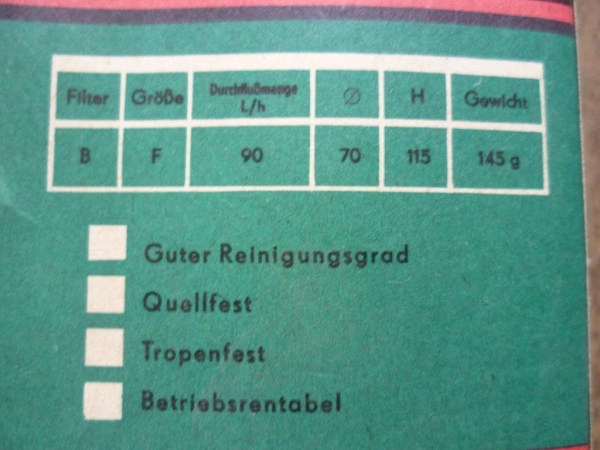 Filter Größe Durchflußmenge L/h ∅ H Gewicht
B F 90 70 115 145 g
Guter Reinigungsgrad
Quellfest
Tropenfest
Betriebsrentabel